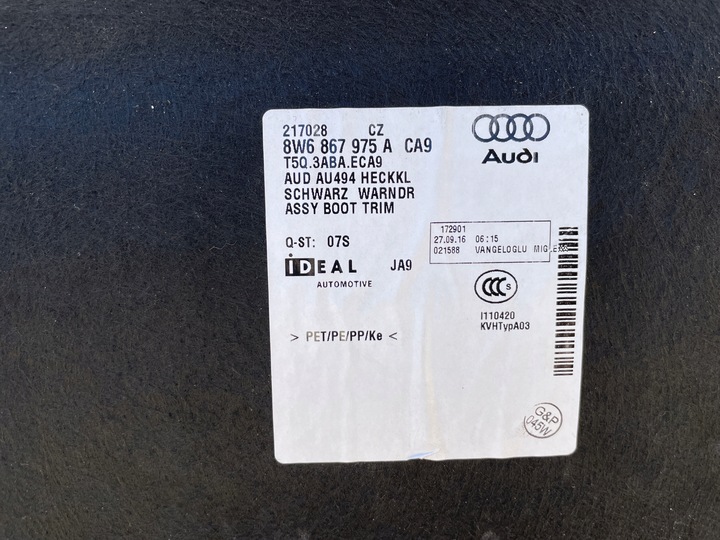 217028 CZ
8W6 867 975 A CA9
T5Q.3ABA.ECA9
AUD AU494 HECKKL
SCHWARZ WARNDR
ASSY BOOT TRIM
Audi
Q-ST: 07S
172901
27.09.16 06:15
021588 VANGELOGLU MIG
IDEAL JA9
AUTOMOTIVE
CCC S
I110420
KVHTypA03
> PET/PE/PP/Ke <
G&P
045W